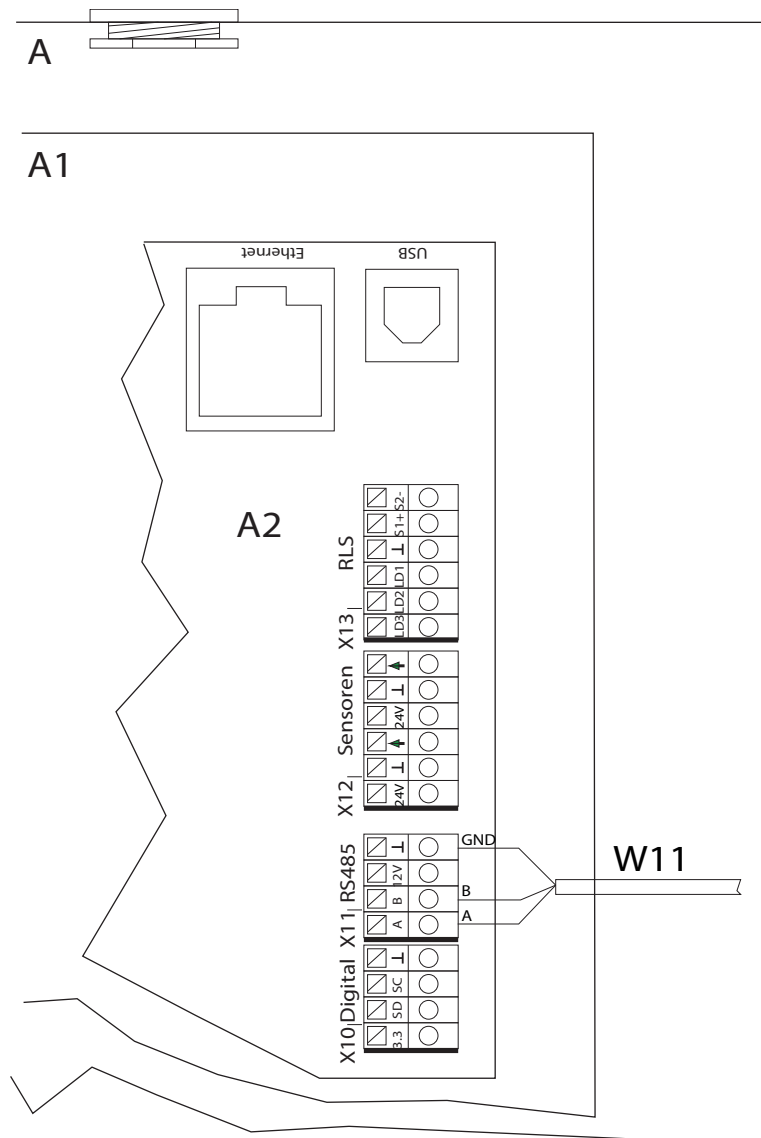 A
A1
Ethernet
USB
A2
RLS
X13
S2-
S1+
⊥
LD1
LD2
LD3
Sensoren
X12
⊥
24V
⊥
24V
RS485
X11
⊥
12V
B
A
GND
B
A
W11
Digital
X10
⊥
SC
SD
3.3